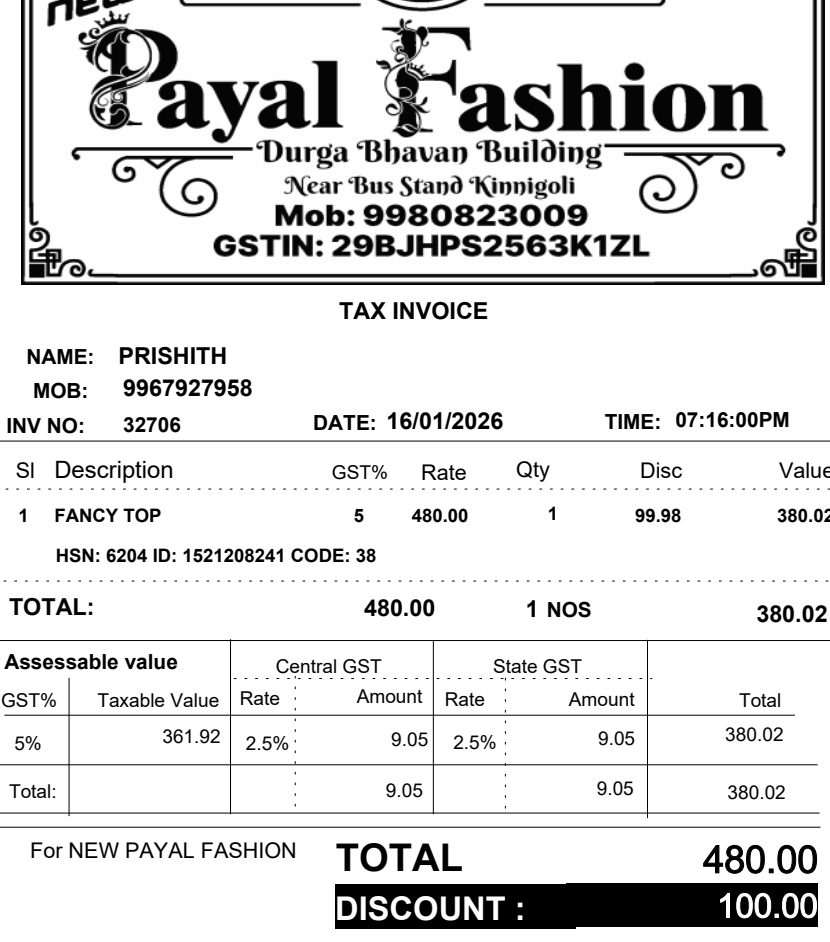 new
Payal Fashion
Durga Bhavan Building
Near Bus Stand Kinnigoli
Mob: 9980823009
GSTIN: 29BJHPS2563K1ZL
TAX INVOICE
NAME: PRISHITH
MOB: 9967927958
INV NO: 32706 DATE: 16/01/2026 TIME: 07:16:00PM
Sl Description GST% Rate Qty Disc Value
1 FANCY TOP 5 480.00 1 99.98 380.02
HSN: 6204 ID: 1521208241 CODE: 38
TOTAL: 480.00 1 NOS 380.02
Assessable value Central GST State GST
GST% Taxable Value Rate Amount Rate Amount Total
5% 361.92 2.5% 9.05 2.5% 9.05 380.02
Total: 9.05 9.05 380.02
For NEW PAYAL FASHION TOTAL 480.00
DISCOUNT : 100.00